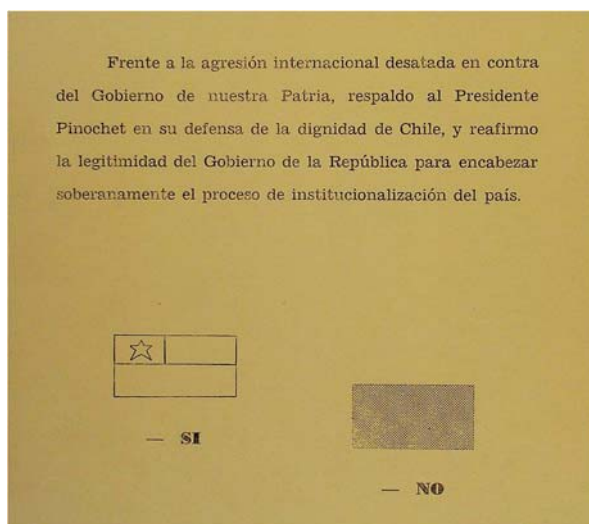 Frente a la agresión internacional desatada en contra
del Gobierno de nuestra Patria, respaldo al Presidente
Pinochet en su defensa de la dignidad de Chile, y reafirmo
la legitimidad del Gobierno de la República para encabezar
soberanamente el proceso de institucionalización del país.
— SI
— NO